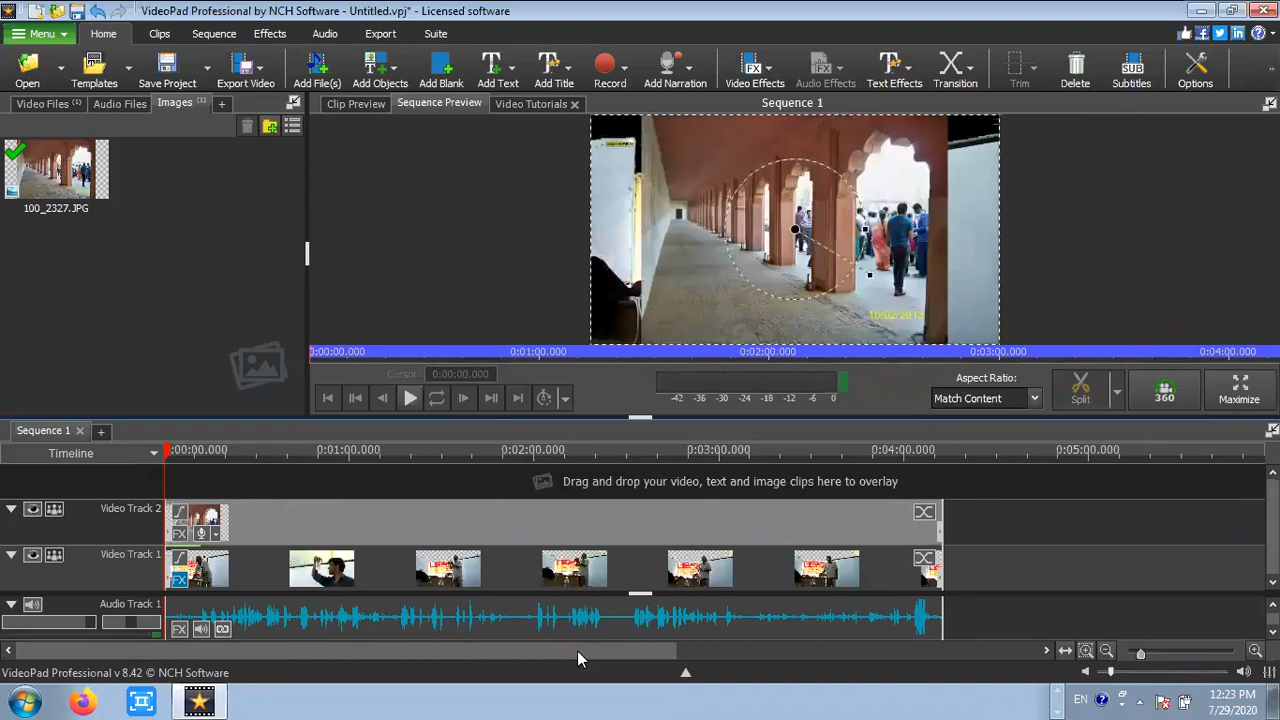 VideoPad Professional by NCH Software - Untitled.vpj* - Licensed software
Menu Home Clips Sequence Effects Audio Export Suite
Open Templates Save Project Export Video Add File(s) Add Objects Add Blank Add Text Add Title Record Add Narration Video Effects Audio Effects Text Effects Transition Trim Delete Subtitles Options
Video Files (1) Audio Files Images (1) +
Clip Preview Sequence Preview Video Tutorials Sequence 1
100_2327.JPG
10/02/2013
0:00:00.000 0:01:00.000 0:02:00.000 0:03:00.000 0:04:00.000
Cursor: 0:00:00.000
-42 -36 -30 -24 -18 -12 -6 0
Aspect Ratio:
Match Content
Split 360 Maximize
Sequence 1
Timeline
:00:00.000 0:01:00.000 0:02:00.000 0:03:00.000 0:04:00.000 0:05:00.000
Drag and drop your video, text and image clips here to overlay
Video Track 2
FX
Video Track 1
FX
Audio Track 1
FX
VideoPad Professional v 8.42 © NCH Software
EN
12:23 PM
7/29/2020